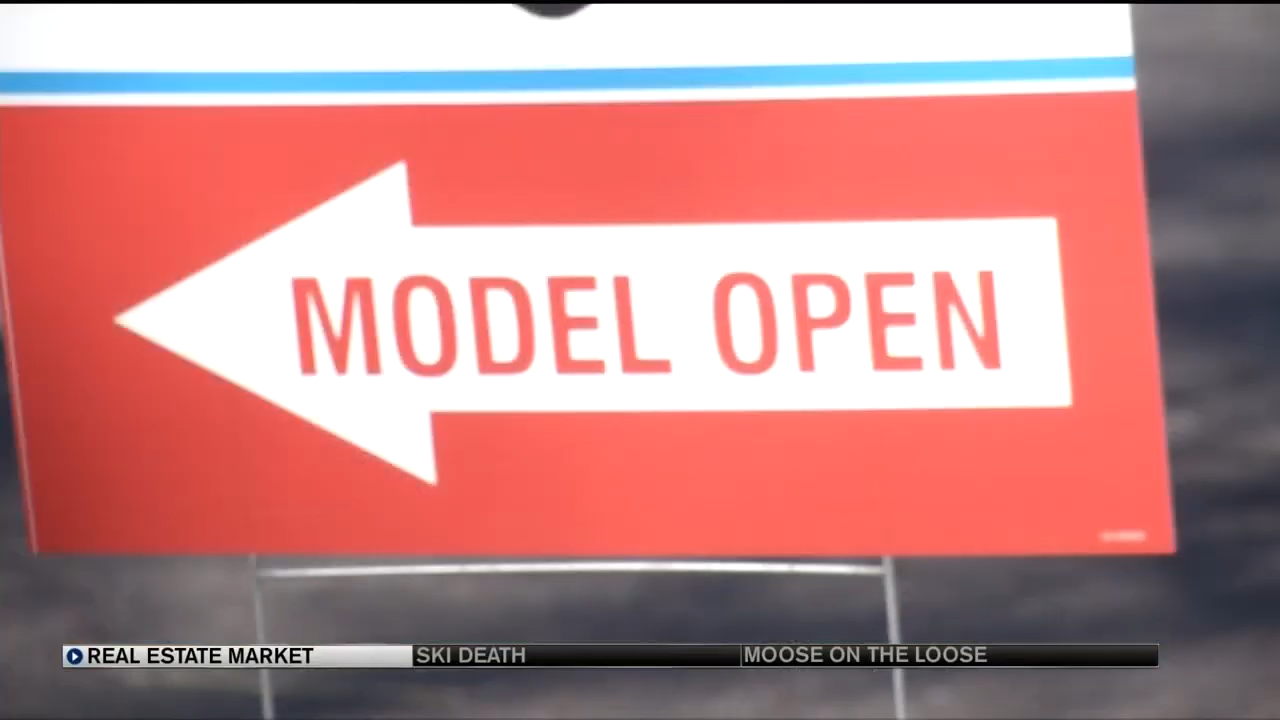 MODEL OPEN
REAL ESTATE MARKET
SKI DEATH
MOOSE ON THE LOOSE